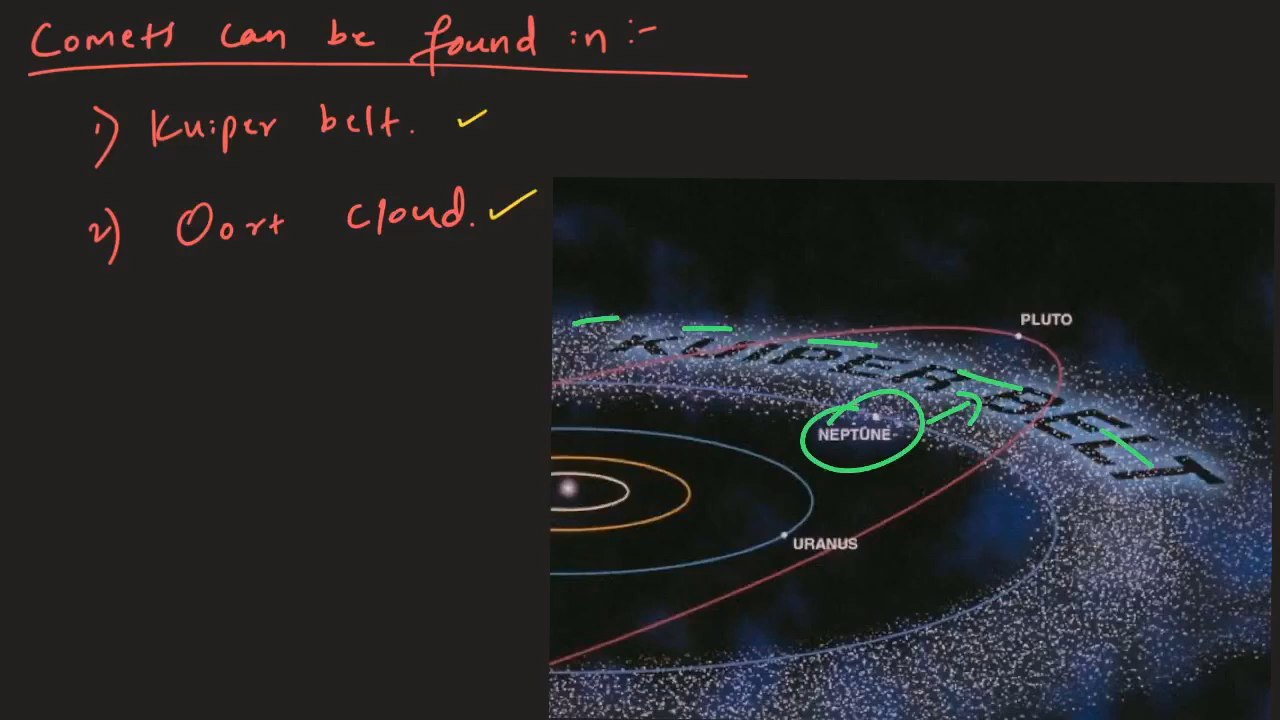 Comets can be found in :-
1) Kuiper belt.
2) Oort cloud.
PLUTO
KUIPER BELT
NEPTUNE
URANUS